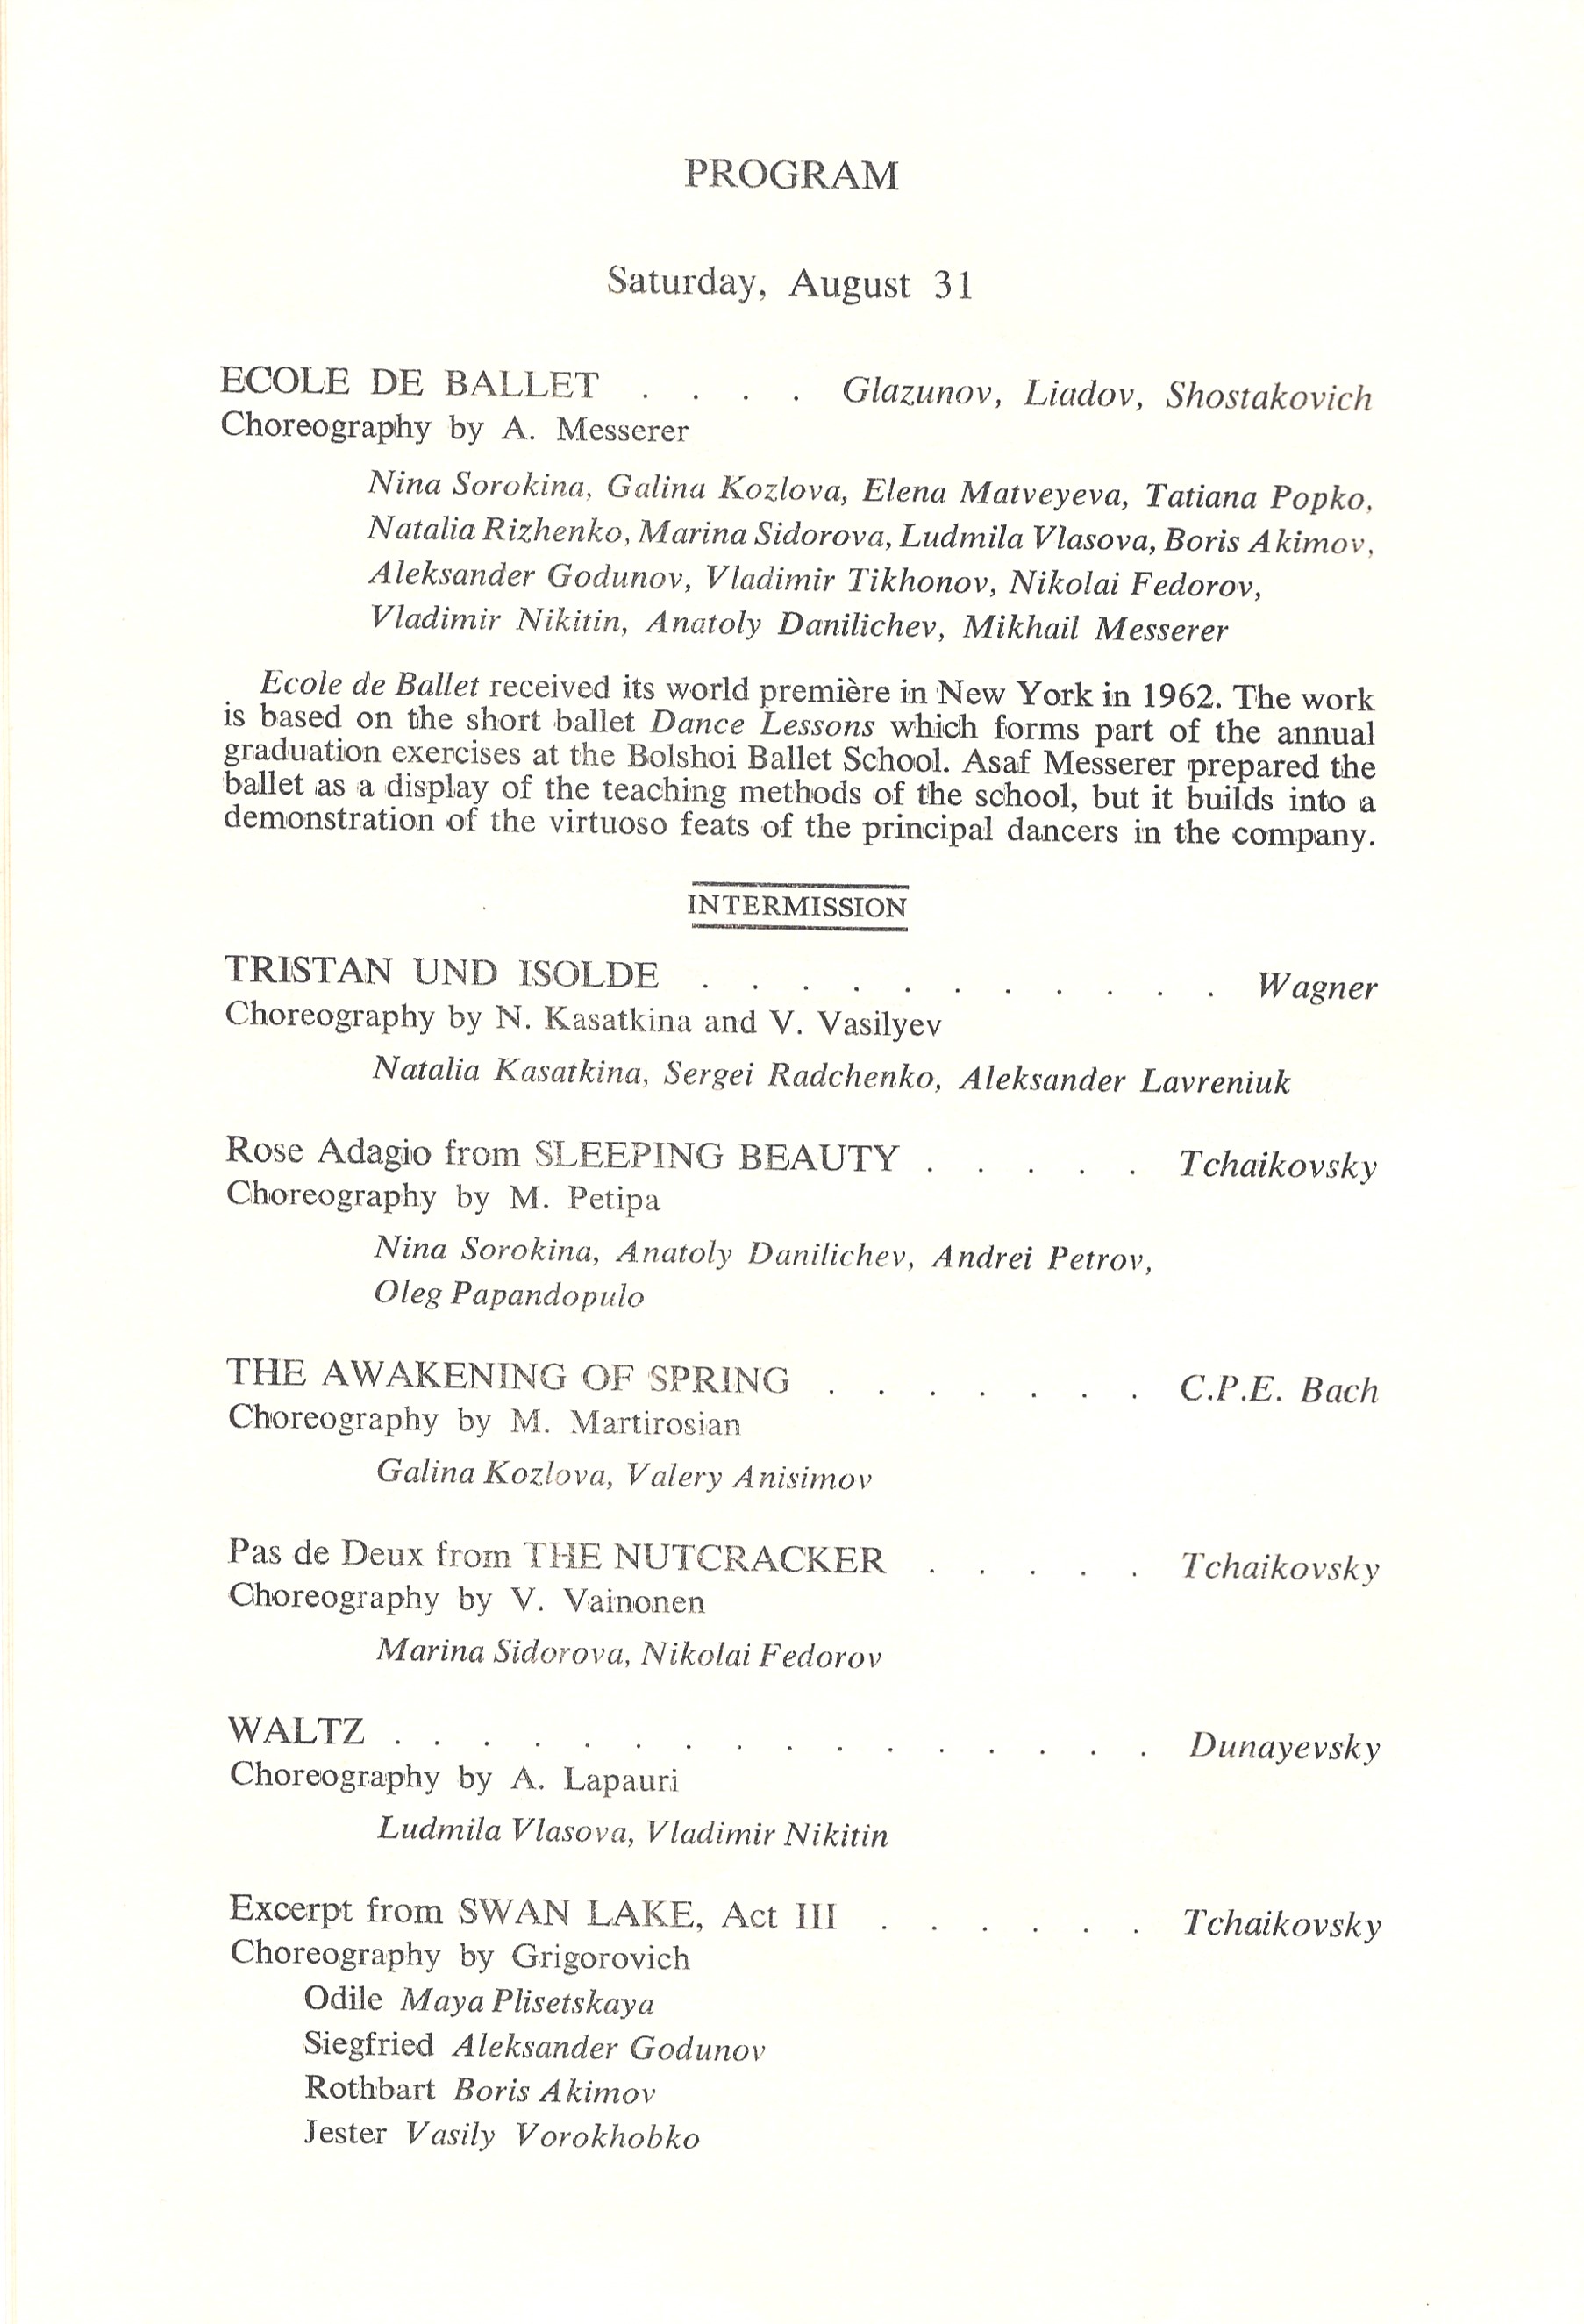 PROGRAM
Saturday, August 31
ECOLE DE BALLET . . . . Glazunov, Liadov, Shostakovich
Choreography by A. Messerer
Nina Sorokina, Galina Kozlova, Elena Matveyeva, Tatiana Popko,
Natalia Rizhenko, Marina Sidorova, Ludmila Vlasova, Boris Akimov,
Aleksander Godunov, Vladimir Tikhonov, Nikolai Fedorov,
Vladimir Nikitin, Anatoly Danilichev, Mikhail Messerer
Ecole de Ballet received its world première in New York in 1962. The work
is based on the short ballet Dance Lessons which forms part of the annual
graduation exercises at the Bolshoi Ballet School. Asaf Messerer prepared the
ballet as a display of the teaching methods of the school, but it builds into a
demonstration of the virtuoso feats of the principal dancers in the company.
INTERMISSION
TRISTAN UND ISOLDE . . . . . . . . . . . Wagner
Choreography by N. Kasatkina and V. Vasilyev
Natalia Kasatkina, Sergei Radchenko, Aleksander Lavreniuk
Rose Adagio from SLEEPING BEAUTY . . . . . Tchaikovsky
Choreography by M. Petipa
Nina Sorokina, Anatoly Danilichev, Andrei Petrov,
Oleg Papandopulo
THE AWAKENING OF SPRING . . . . . . . C.P.E. Bach
Choreography by M. Martirosian
Galina Kozlova, Valery Anisimov
Pas de Deux from THE NUTCRACKER . . . . . Tchaikovsky
Choreography by V. Vainonen
Marina Sidorova, Nikolai Fedorov
WALTZ . . . . . . . . . . . . . . . . Dunayevsky
Choreography by A. Lapauri
Ludmila Vlasova, Vladimir Nikitin
Excerpt from SWAN LAKE, Act III . . . . . . Tchaikovsky
Choreography by Grigorovich
Odile Maya Plisetskaya
Siegfried Aleksander Godunov
Rothbart Boris Akimov
Jester Vasily Vorokhobko